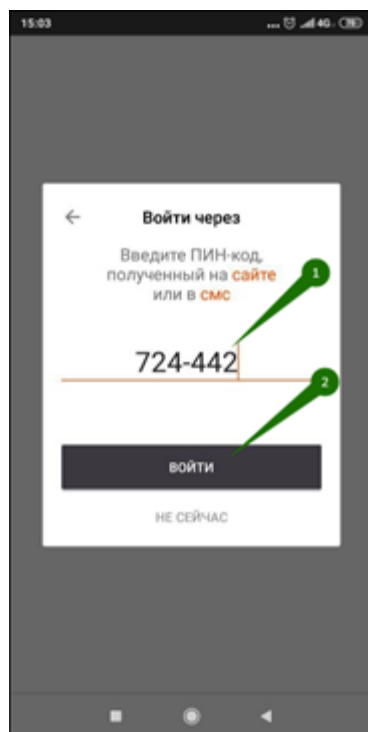 15:03
... 4G 78
Войти через
Введите ПИН-код,
полученный на сайте
или в смс
1
724-442
2
ВОЙТИ
НЕ СЕЙЧАС